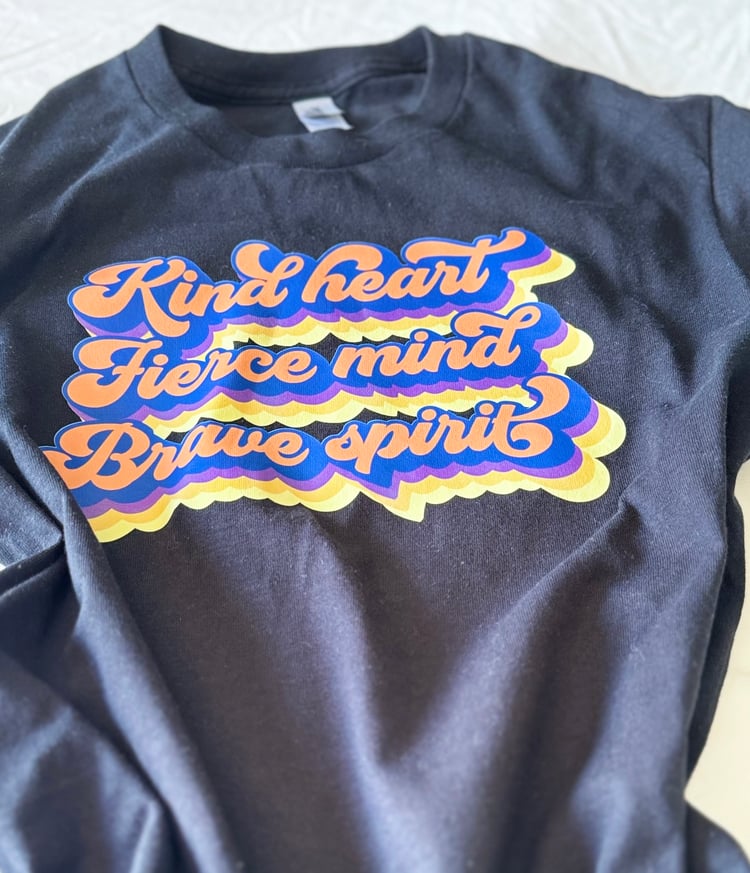 Kind heart
Fierce mind
Brave spirit